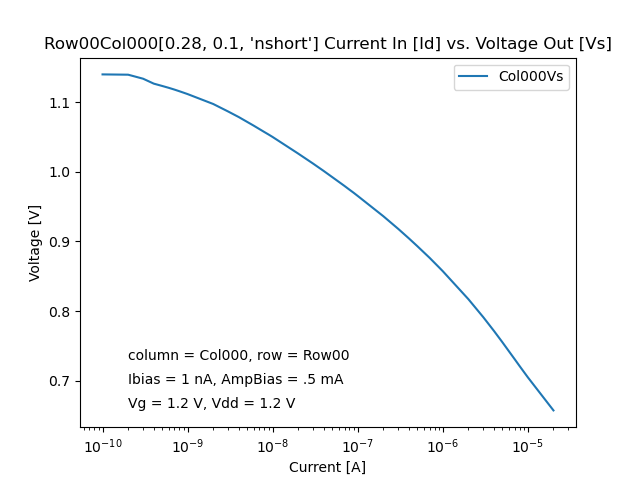 Row00Col000[0.28, 0.1, 'nshort'] Current In [Id] vs. Voltage Out [Vs]
Col000Vs
Voltage [V]
1.1
1.0
0.9
0.8
0.7
column = Col000, row = Row00
Ibias = 1 nA, AmpBias = .5 mA
Vg = 1.2 V, Vdd = 1.2 V
10⁻¹⁰ 10⁻⁹ 10⁻⁸ 10⁻⁷ 10⁻⁶ 10⁻⁵
Current [A]